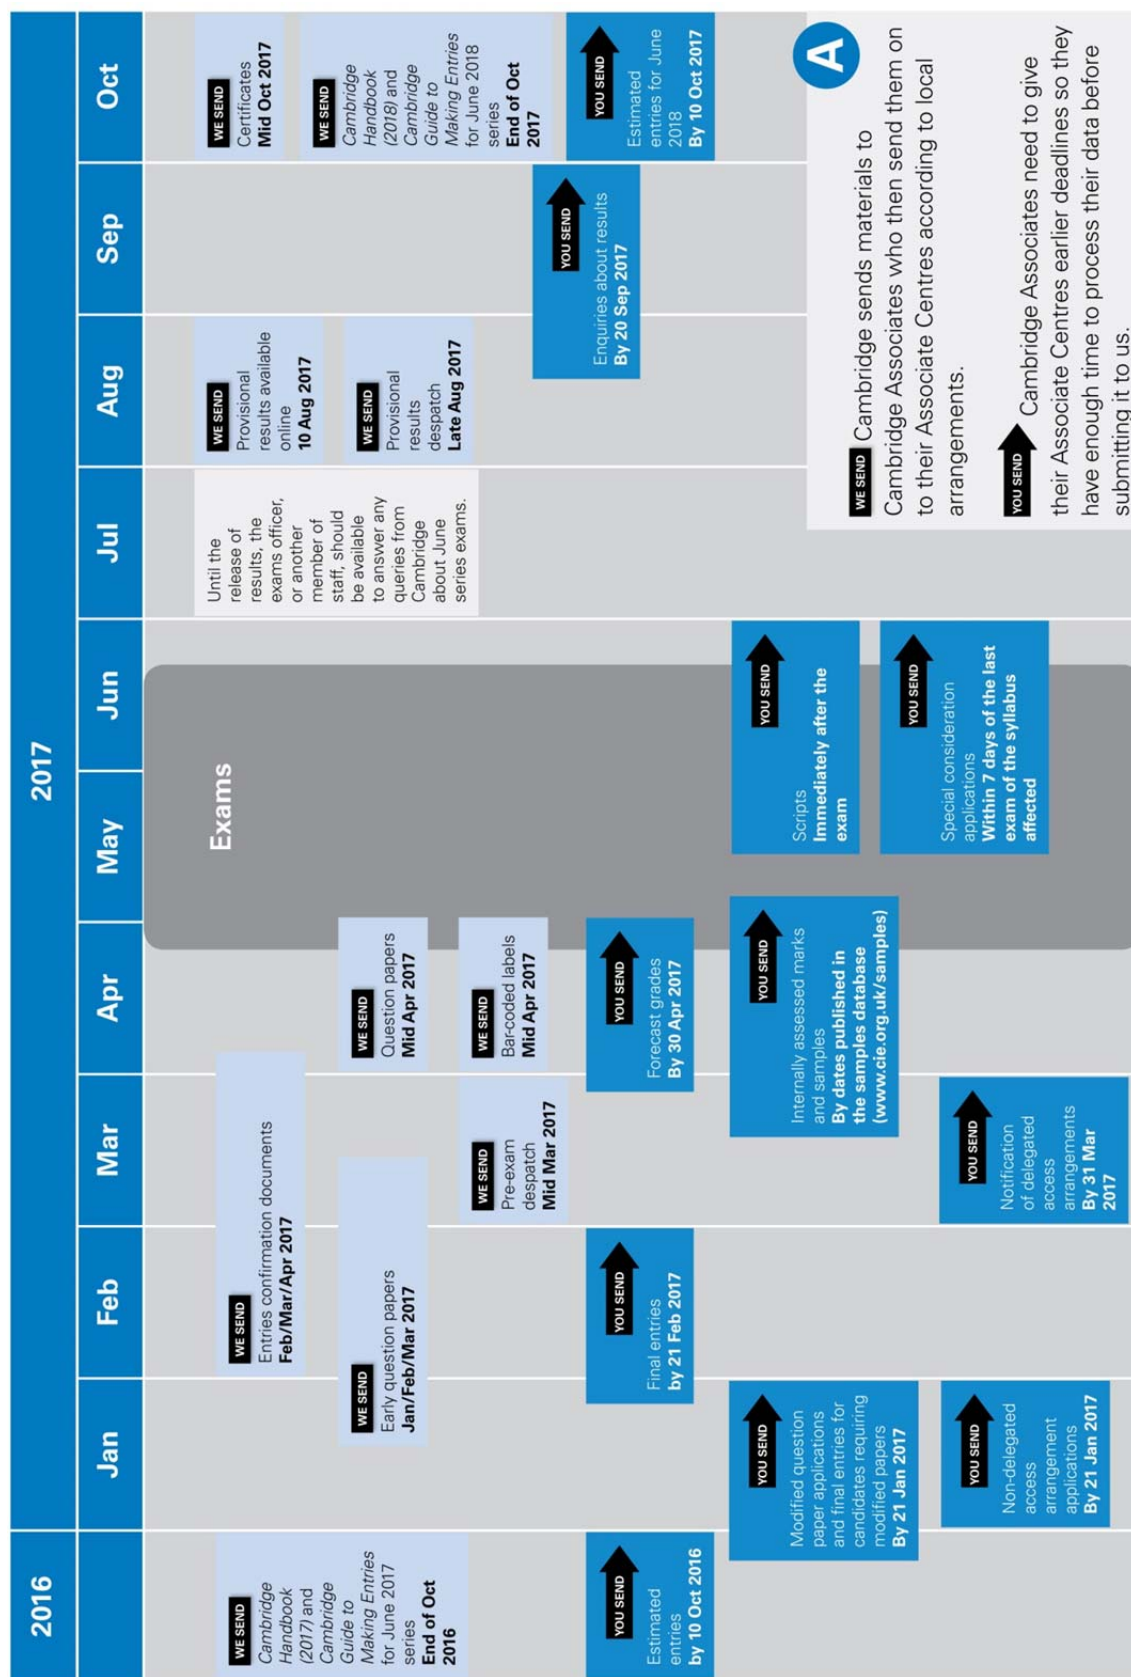 2016
2017
Jan
Feb
Mar
Apr
May
Jun
Jul
Aug
Sep
Oct
Exams
WE SEND
Cambridge
Handbook
(2017) and
Cambridge
Guide to
Making Entries
for June 2017
series
End of Oct
2016
YOU SEND
Estimated
entries
by 10 Oct 2016
WE SEND
Entries confirmation documents
Feb/Mar/Apr 2017
WE SEND
Early question papers
Jan/Feb/Mar 2017
YOU SEND
Modified question
paper applications
and final entries for
candidates requiring
modified papers
By 21 Jan 2017
YOU SEND
Non-delegated
access
arrangement
applications
By 21 Jan 2017
YOU SEND
Final entries
by 21 Feb 2017
WE SEND
Pre-exam
despatch
Mid Mar 2017
YOU SEND
Notification
of delegated
access
arrangements
By 31 Mar
2017
WE SEND
Question papers
Mid Apr 2017
WE SEND
Bar-coded labels
Mid Apr 2017
YOU SEND
Forecast grades
By 30 Apr 2017
YOU SEND
Internally assessed marks
and samples
By dates published in
the samples database
(www.cie.org.uk/samples)
YOU SEND
Scripts
Immediately after the
exam
YOU SEND
Special consideration
applications
Within 7 days of the last
exam of the syllabus
affected
Until the
release of
results, the
exams officer,
or another
member of
staff, should
be available
to answer any
queries from
Cambridge
about June
series exams.
WE SEND
Provisional
results available
online
10 Aug 2017
WE SEND
Provisional
results
despatch
Late Aug 2017
YOU SEND
Enquiries about results
By 20 Sep 2017
WE SEND
Certificates
Mid Oct 2017
WE SEND
Cambridge
Handbook
(2018) and
Cambridge
Guide to
Making Entries
for June 2018
series
End of Oct
2017
YOU SEND
Estimated
entries for June
2018
By 10 Oct 2017
A
WE SEND Cambridge sends materials to
Cambridge Associates who then send them on
to their Associate Centres according to local
arrangements.
YOU SEND Cambridge Associates need to give
their Associate Centres earlier deadlines so they
have enough time to process their data before
submitting it to us.